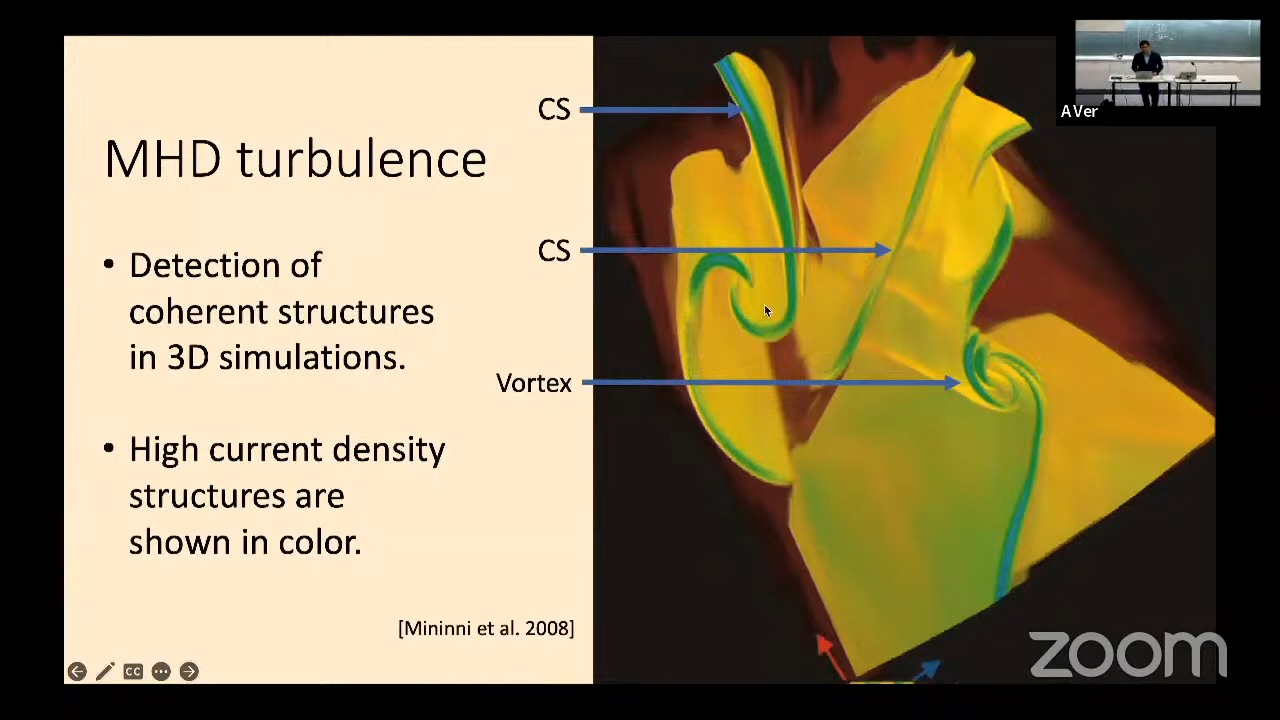 MHD turbulence
• Detection of
coherent structures
in 3D simulations.
• High current density
structures are
shown in color.
[Mininni et al. 2008]
CS
CS
Vortex
A Ver
CC
zoom